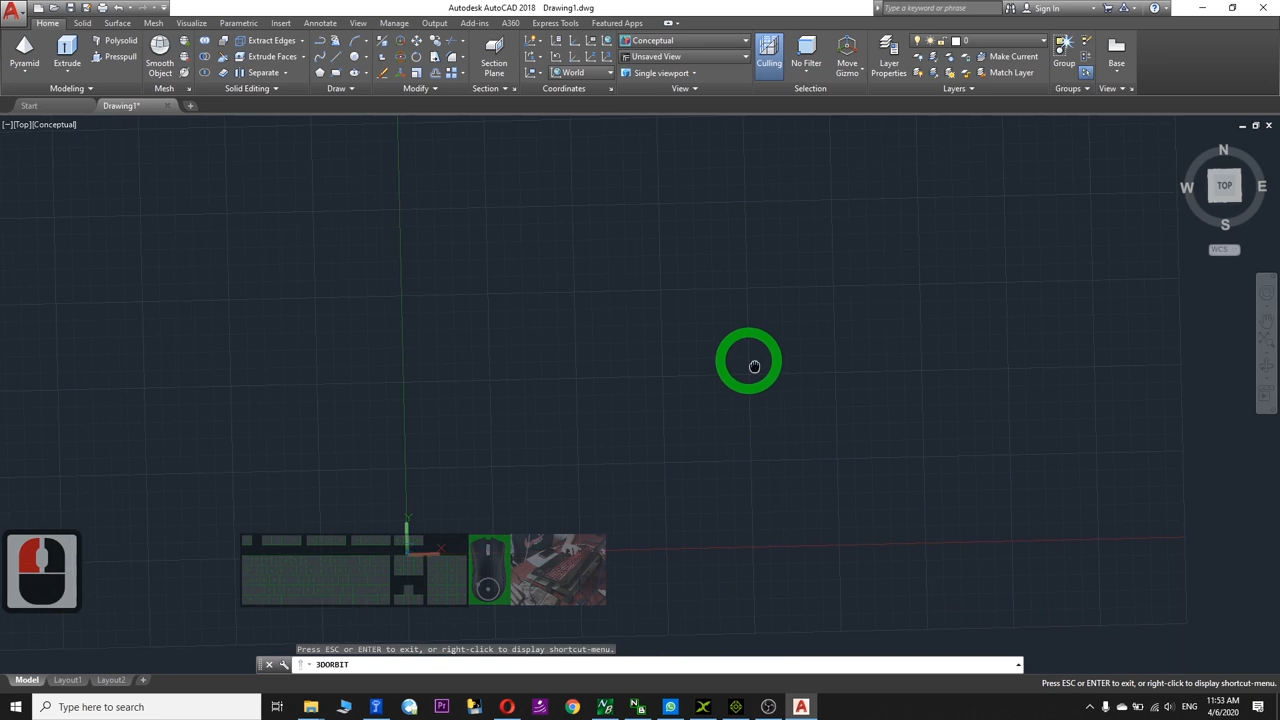 Autodesk AutoCAD 2018 Drawing1.dwg
Type a keyword or phrase
Sign In
Home Solid Surface Mesh Visualize Parametric Insert Annotate View Manage Output Add-ins A360 Express Tools Featured Apps
Pyramid
Extrude
Polysolid
Presspull
Smooth Object
Extract Edges
Extrude Faces
Separate
Section Plane
World
Conceptual
Unsaved View
Single viewport
Culling
No Filter
Move Gizmo
Layer Properties
0
Make Current
Match Layer
Group
Base
Modeling Mesh Solid Editing Draw Modify Section Coordinates View Selection Layers Groups View
Start Drawing1*
[−][Top][Conceptual]
N
W TOP E
S
WCS
Y
X
Press ESC or ENTER to exit, or right-click to display shortcut-menu.
3DORBIT
Model Layout1 Layout2
Press ESC or ENTER to exit, or right-click to display shortcut-menu.
Type here to search
ENG
11:53 AM
4/6/2020